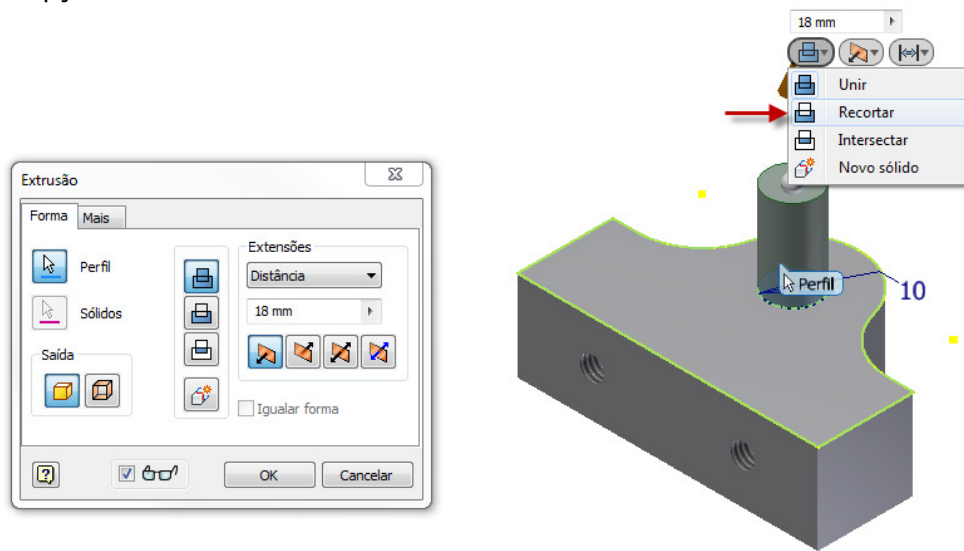 18 mm
Unir
Recortar
Intersectar
Novo sólido
Extrusão
Forma Mais
Perfil
Sólidos
Saída
Extensões
Distância
18 mm
Igualar forma
OK Cancelar
Perfil
10